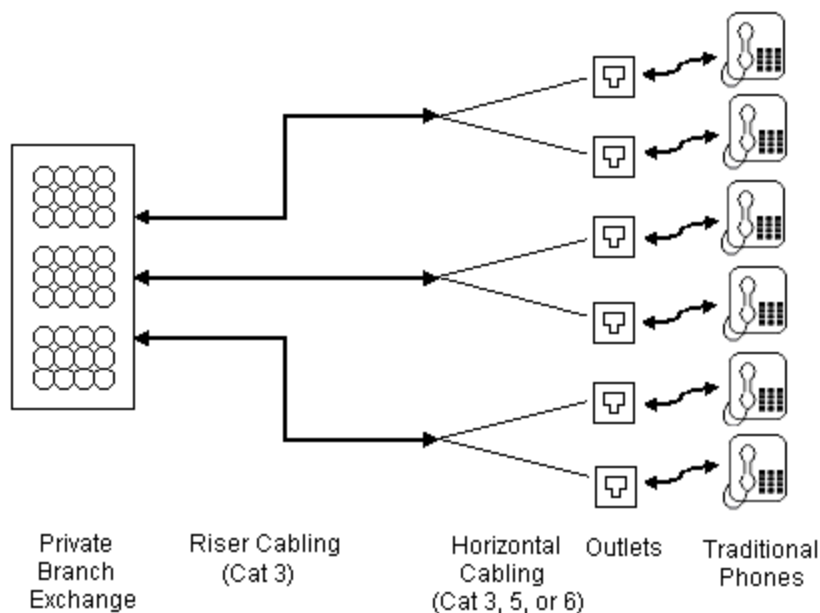 Private
Branch
Exchange
Riser Cabling
(Cat 3)
Horizontal
Cabling
(Cat 3, 5, or 6)
Outlets
Traditional
Phones